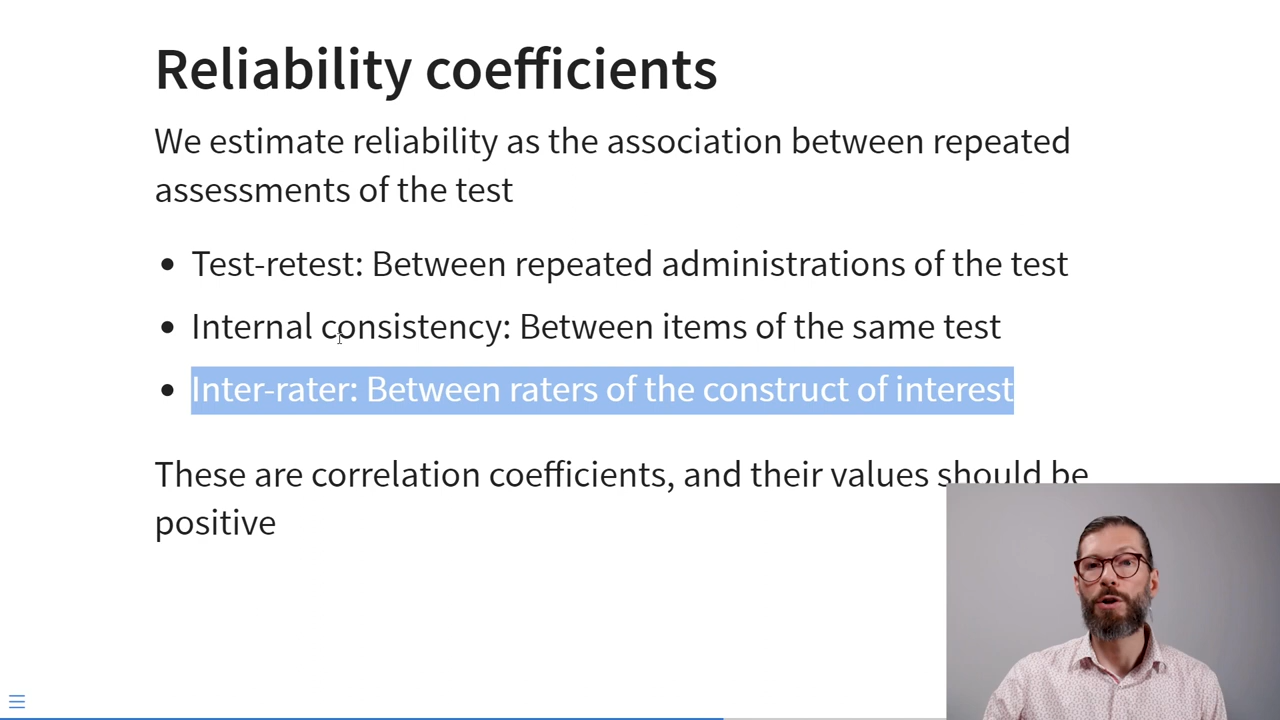 Reliability coefficients
We estimate reliability as the association between repeated
assessments of the test
• Test-retest: Between repeated administrations of the test
• Internal consistency: Between items of the same test
• Inter-rater: Between raters of the construct of interest
These are correlation coefficients, and their values should be
positive